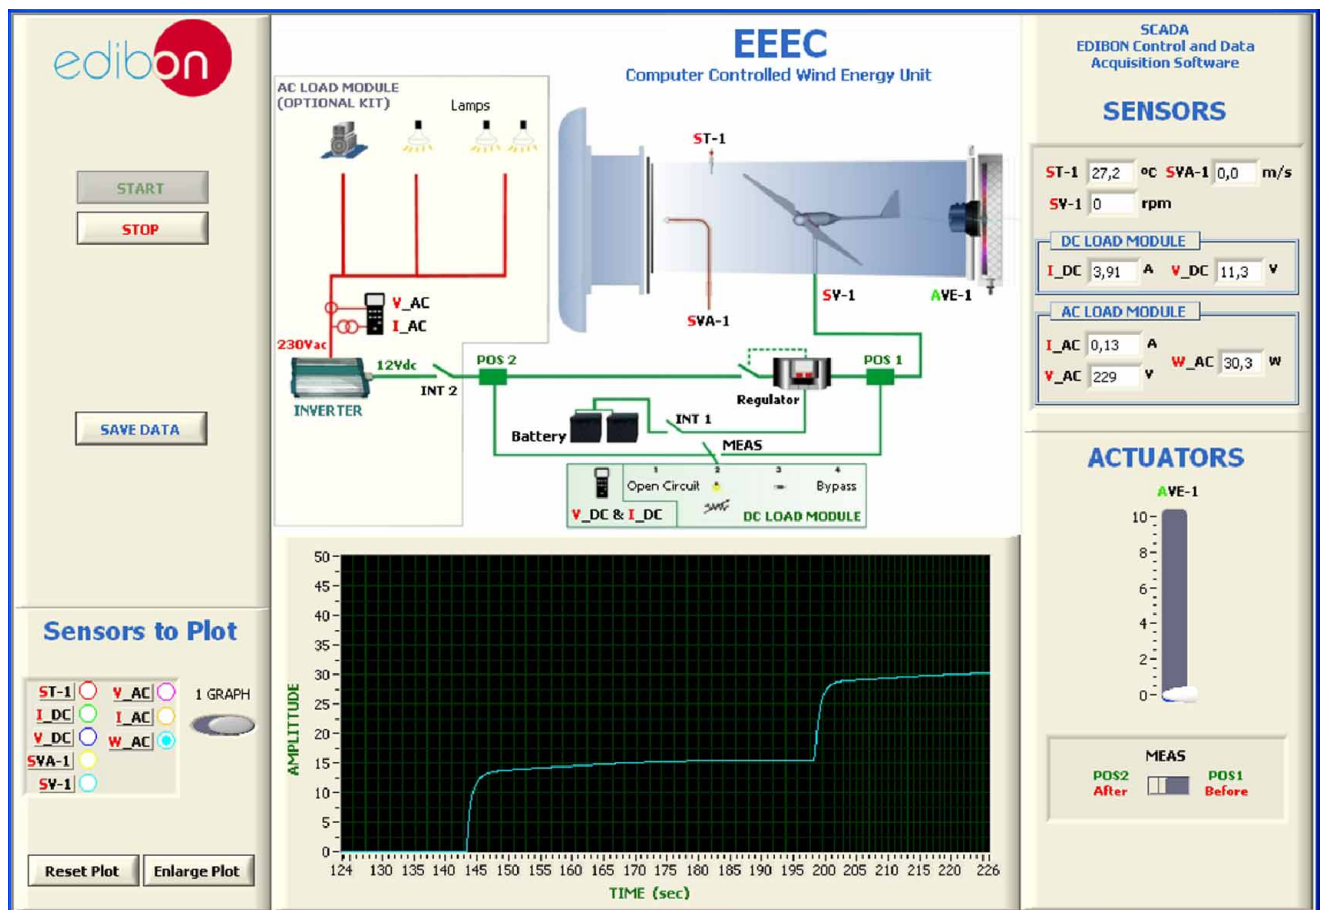 edibon
START
STOP
SAVE DATA
EEEC
Computer Controlled Wind Energy Unit
AC LOAD MODULE
(OPTIONAL KIT)
Lamps
ST-1
SVA-1
SV-1
AVE-1
V_AC
I_AC
230Vac
12Vdc
INVERTER
INT 2
POS 2
Regulator
POS 1
INT 1
Battery
MEAS
1 2 3 4
Open Circuit
Bypass
V_DC & I_DC
DC LOAD MODULE
SCADA
EDIBON Control and Data
Acquisition Software
SENSORS
ST-1 27,2 ºC SVA-1 0,0 m/s
SV-1 0 rpm
DC LOAD MODULE
I_DC 3,91 A V_DC 11,3 V
AC LOAD MODULE
I_AC 0,13 A
V_AC 229 V
W_AC 30,3 W
ACTUATORS
AVE-1
10
8
6
4
2
0
MEAS
POS2 POS1
After Before
Sensors to Plot
ST-1 V_AC
I_DC I_AC
V_DC W_AC
SVA-1
SV-1
1 GRAPH
Reset Plot Enlarge Plot
50
45
40
35
30
25
20
15
10
5
0
AMPLITUDE
124 130 135 140 145 150 155 160 165 170 175 180 185 190 195 200 205 210 215 220 226
TIME (sec)